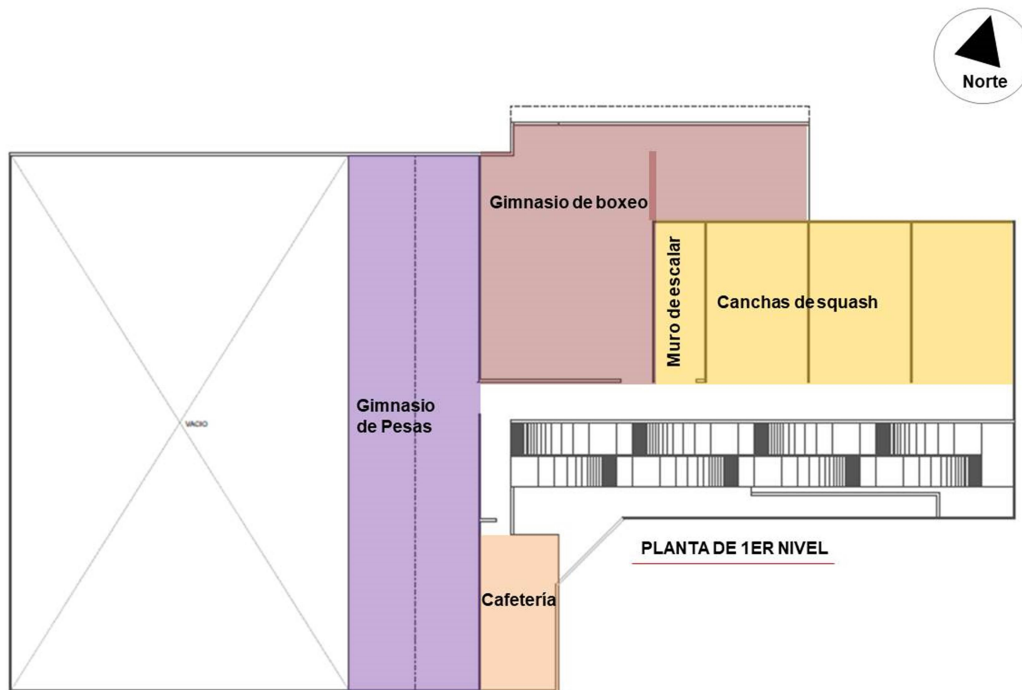 Norte
Gimnasio de boxeo
Muro de escalar
Canchas de squash
Gimnasio
de Pesas
VACIO
PLANTA DE 1ER NIVEL
Cafetería